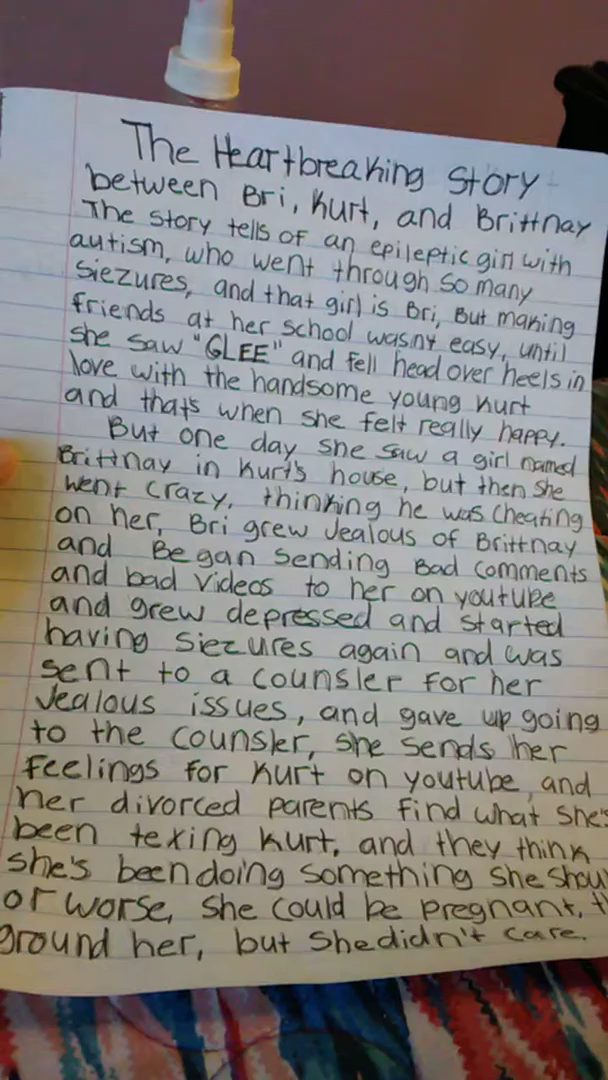 The Heartbreaking Story
between Bri, Kurt, and Brittnay
The story tells of an epileptic girl with
autism, who went through so many
siezures, and that girl is Bri, But making
friends at her school wasnt easy, until
she saw "GLEE" and fell head over heels in
love with the handsome young kurt
and thats when she felt really happy.
But one day she saw a girl named
Brittnay in Kurt's house, but then she
went crazy, thinking he was cheating
on her, Bri grew Jealous of Brittnay
and Began sending Bad comments
and bad videos to her on youtube
and grew depressed and started
having siezures again and was
sent to a counsler for her
Jealous issues, and gave up going
to the counsler, she sends her
feelings for Kurt on youtube, and
her divorced parents find what she's
been texing Kurt, and they think
she's been doing something she shou
or worse, she could be pregnant, t
ground her, but she didn't care.